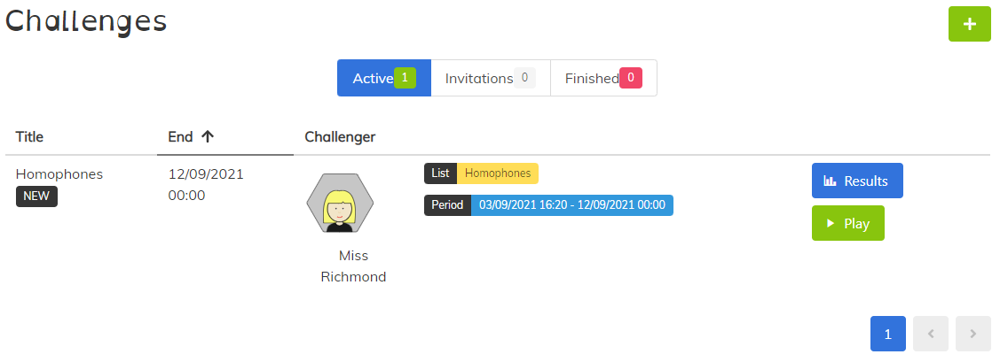 Challenges
+
Active 1 Invitations 0 Finished 0
Title End Challenger
Homophones
NEW
12/09/2021
00:00
Miss
Richmond
List Homophones
Period 03/09/2021 16:20 - 12/09/2021 00:00
Results
Play
1